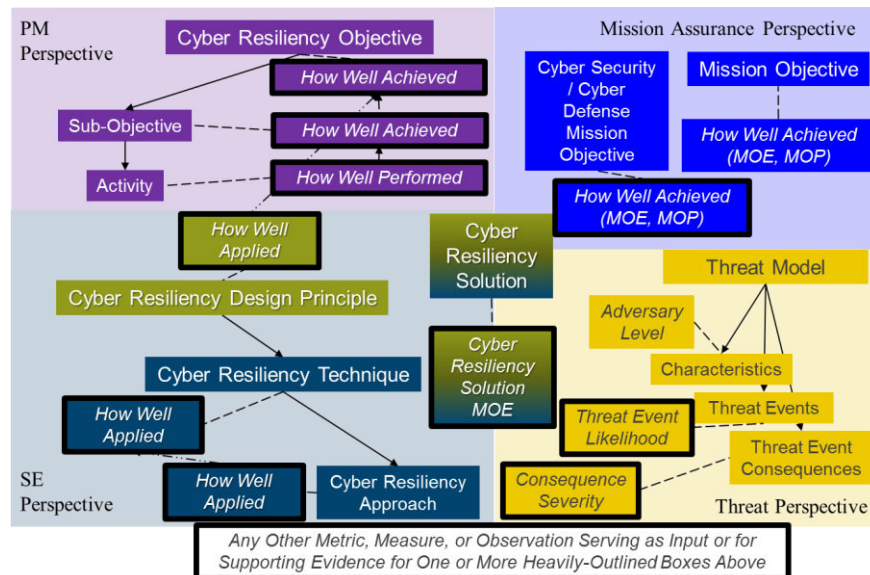 PM
Perspective
Cyber Resiliency Objective
How Well Achieved
Sub-Objective
How Well Achieved
Activity
How Well Performed
Mission Assurance Perspective
Cyber Security
/ Cyber
Defense
Mission
Objective
Mission Objective
How Well Achieved
(MOE, MOP)
How Well Achieved
(MOE, MOP)
How Well
Applied
Cyber Resiliency Design Principle
Cyber Resiliency Technique
How Well
Applied
How Well
Applied
Cyber Resiliency
Approach
SE
Perspective
Cyber
Resiliency
Solution
Cyber
Resiliency
Solution
MOE
Threat Model
Adversary
Level
Characteristics
Threat Events
Threat Event
Likelihood
Threat Event
Consequences
Consequence
Severity
Threat Perspective
Any Other Metric, Measure, or Observation Serving as Input or for
Supporting Evidence for One or More Heavily-Outlined Boxes Above